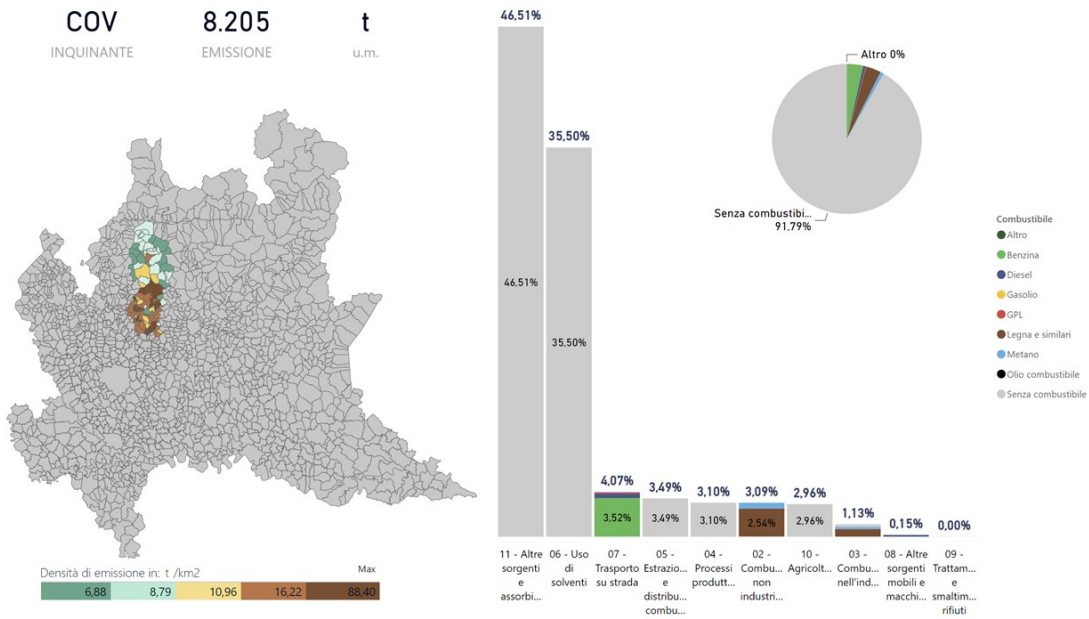 COV
8.205
t
INQUINANTE
EMISSIONE
u.m.
Densità di emissione in: t /km2
Max
6,88
8,79
10,96
16,22
88,40
46,51%
46,51%
35,50%
35,50%
4,07%
3,52%
3,49%
3,49%
3,10%
3,10%
3,09%
2,54%
2,96%
2,96%
1,13%
0,15%
0,00%
11 - Altre
sorgenti
e
assorbi...
06 - Uso
di
solventi
07 -
Trasporto
su strada
05 -
Estrazio...
e
distribu...
combu...
04 -
Processi
produtt...
02 -
Combu...
non
industri...
10 -
Agricolt...
03 -
Combu...
nell'ind...
08 - Altre
sorgenti
mobili e
macchi...
09 -
Trattam...
e
smaltim...
rifiuti
Altro 0%
Senza combustibi...
91,79%
Combustibile
Altro
Benzina
Diesel
Gasolio
GPL
Legna e similari
Metano
Olio combustibile
Senza combustibile